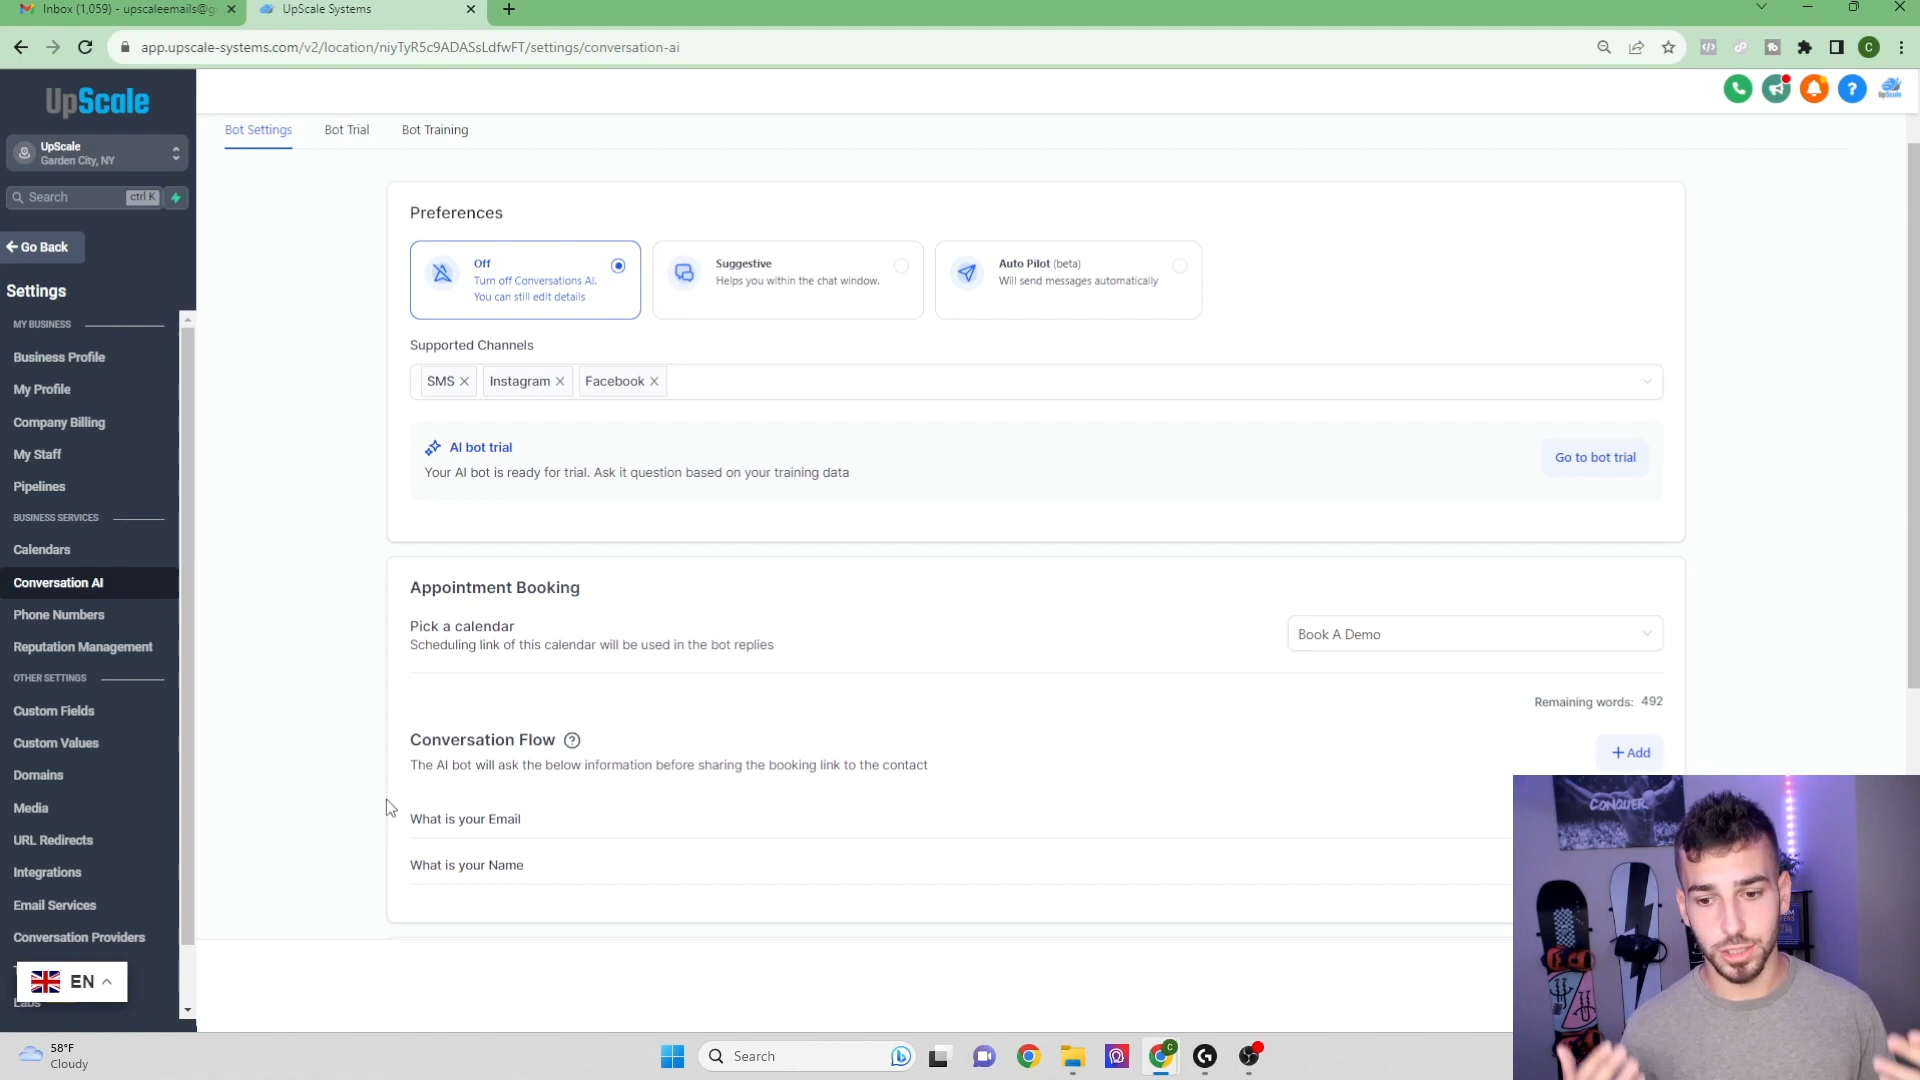 Inbox (1,059) - upscaleemails@g
UpScale Systems
app.upscale-systems.com/v2/location/niyTyR5c9ADASsLdfwFT/settings/conversation-ai
C
UpScale
UpScale
UpScale
Garden City, NY
Search
ctrl K
Go Back
Settings
MY BUSINESS
Business Profile
My Profile
Company Billing
My Staff
Pipelines
BUSINESS SERVICES
Calendars
Conversation AI
Phone Numbers
Reputation Management
OTHER SETTINGS
Custom Fields
Custom Values
Domains
Media
URL Redirects
Integrations
Email Services
Conversation Providers
EN
Labs
Bot Settings
Bot Trial
Bot Training
Preferences
Off
Turn off Conversations AI.
You can still edit details
Suggestive
Helps you within the chat window.
Auto Pilot (beta)
Will send messages automatically
Supported Channels
SMS
Instagram
Facebook
AI bot trial
Your AI bot is ready for trial. Ask it question based on your training data
Go to bot trial
Appointment Booking
Pick a calendar
Scheduling link of this calendar will be used in the bot replies
Book A Demo
Remaining words: 492
Conversation Flow
The AI bot will ask the below information before sharing the booking link to the contact
+ Add
What is your Email
What is your Name
CONQUER
58°F
Cloudy
Search